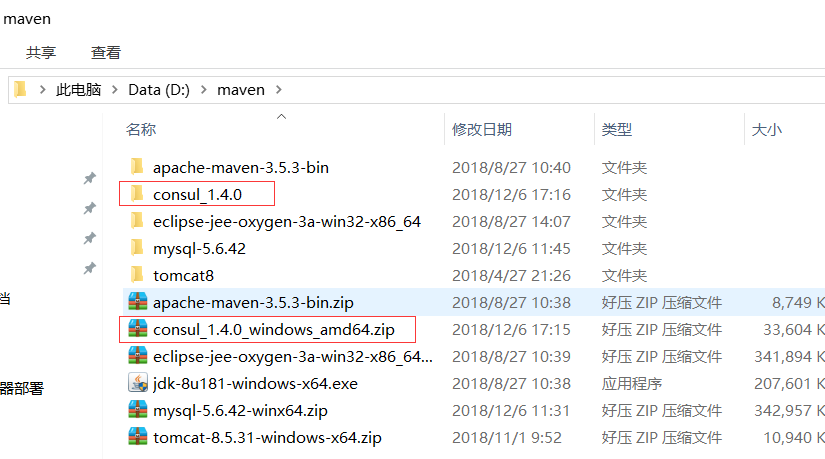 maven
共享 查看
此电脑 Data (D:) maven
名称 修改日期 类型 大小
apache-maven-3.5.3-bin 2018/8/27 10:40 文件夹
consul_1.4.0 2018/12/6 17:16 文件夹
eclipse-jee-oxygen-3a-win32-x86_64 2018/8/27 14:07 文件夹
mysql-5.6.42 2018/12/6 11:45 文件夹
tomcat8 2018/4/27 21:26 文件夹
档 apache-maven-3.5.3-bin.zip 2018/8/27 10:38 好压 ZIP 压缩文件 8,749 K
consul_1.4.0_windows_amd64.zip 2018/12/6 17:15 好压 ZIP 压缩文件 33,604 K
eclipse-jee-oxygen-3a-win32-x86_64... 2018/8/27 10:39 好压 ZIP 压缩文件 341,894 K
器部署 jdk-8u181-windows-x64.exe 2018/8/27 10:38 应用程序 207,601 K
mysql-5.6.42-winx64.zip 2018/12/6 11:31 好压 ZIP 压缩文件 342,957 K
tomcat-8.5.31-windows-x64.zip 2018/11/1 9:52 好压 ZIP 压缩文件 10,940 K